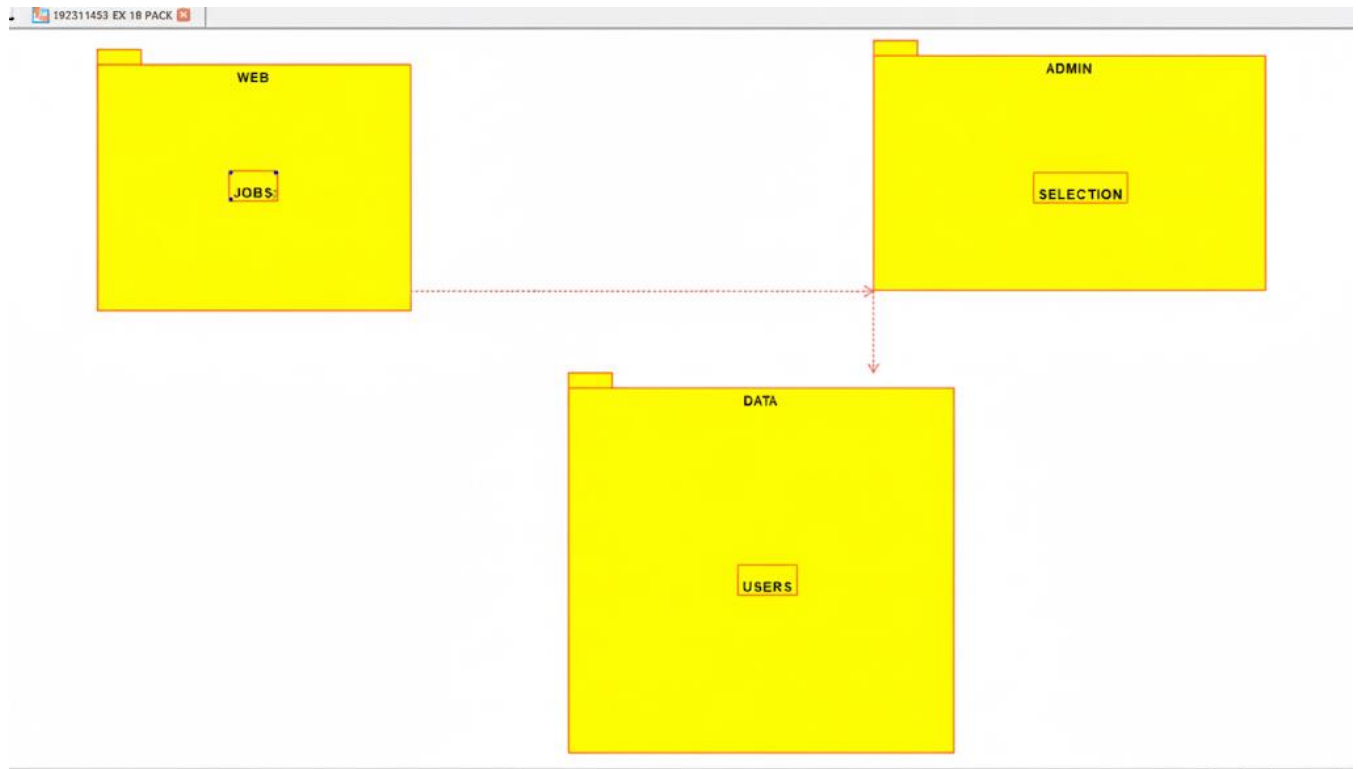 192311453 EX 18 PACK
WEB
JOBS
ADMIN
SELECTION
DATA
USERS